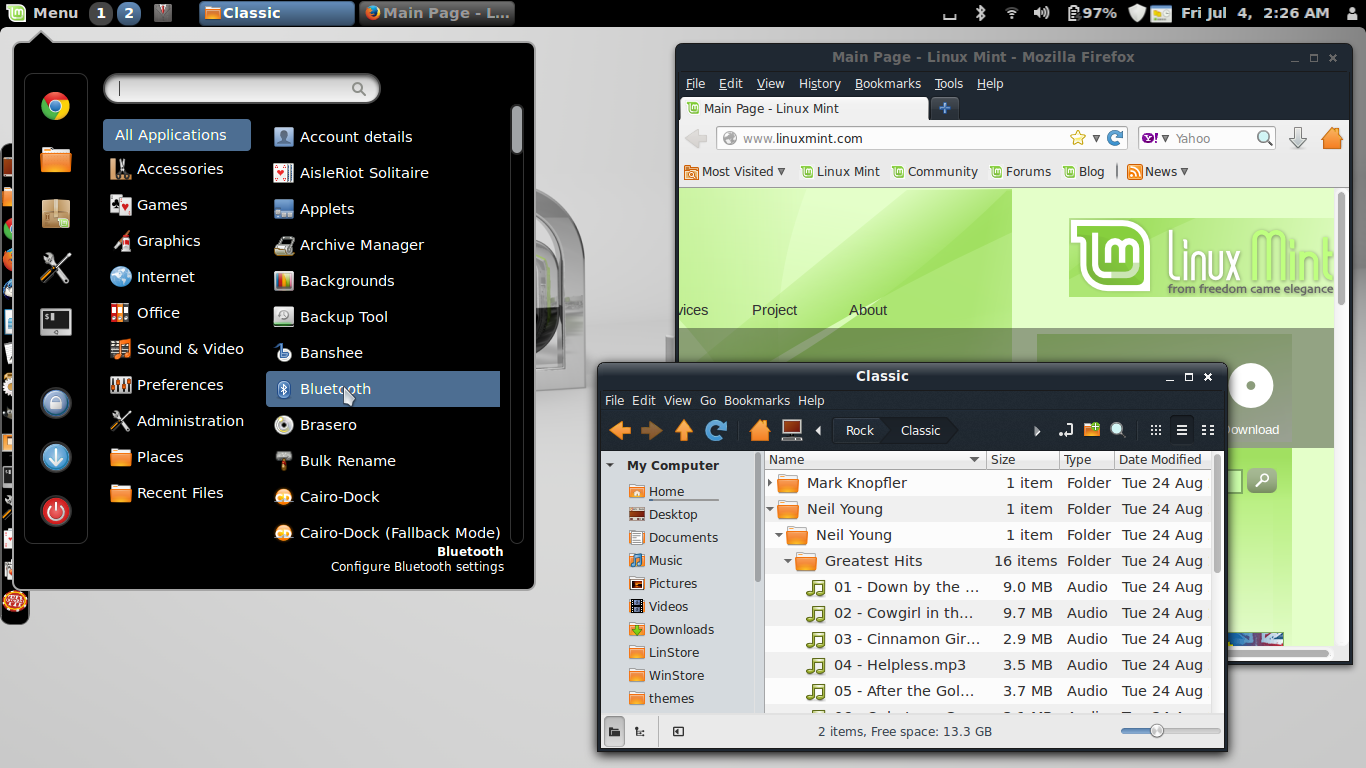 Menu 1 2 Classic Main Page - L... 97% Fri Jul 4, 2:26 AM
All Applications
Accessories
Games
Graphics
Internet
Office
Sound & Video
Preferences
Administration
Places
Recent Files
Account details
AisleRiot Solitaire
Applets
Archive Manager
Backgrounds
Backup Tool
Banshee
Bluetooth
Brasero
Bulk Rename
Cairo-Dock
Cairo-Dock (Fallback Mode)
Bluetooth
Configure Bluetooth settings
Main Page - Linux Mint - Mozilla Firefox
File Edit View History Bookmarks Tools Help
Main Page - Linux Mint
www.linuxmint.com Y! Yahoo
Most Visited Linux Mint Community Forums Blog News
Linux Mint
from freedom came elegance
vices Project About
ownload
Classic
File Edit View Go Bookmarks Help
Rock Classic
My Computer
Home
Desktop
Documents
Music
Pictures
Videos
Downloads
LinStore
WinStore
themes
Name Size Type Date Modified
Mark Knopfler 1 item Folder Tue 24 Aug
Neil Young 1 item Folder Tue 24 Aug
Neil Young 1 item Folder Tue 24 Aug
Greatest Hits 16 items Folder Tue 24 Aug
01 - Down by the ... 9.0 MB Audio Tue 24 Aug
02 - Cowgirl in th... 9.7 MB Audio Tue 24 Aug
03 - Cinnamon Gir... 2.9 MB Audio Tue 24 Aug
04 - Helpless.mp3 3.5 MB Audio Tue 24 Aug
05 - After the Gol... 3.7 MB Audio Tue 24 Aug
2 items, Free space: 13.3 GB